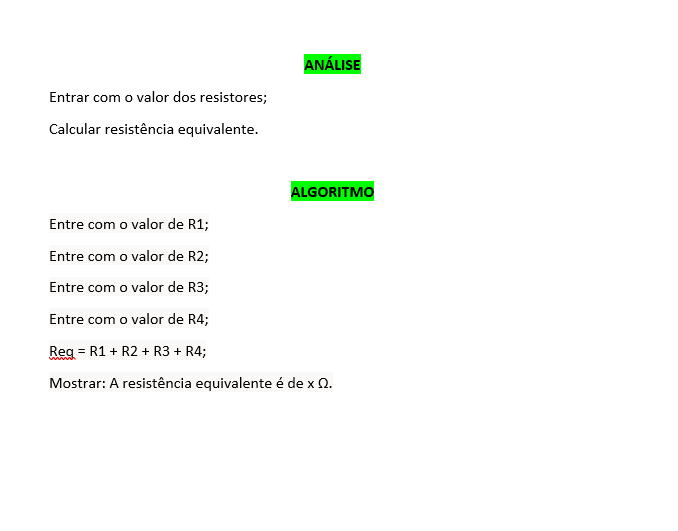 ANÁLISE
Entrar com o valor dos resistores;
Calcular resistência equivalente.
ALGORITMO
Entre com o valor de R1;
Entre com o valor de R2;
Entre com o valor de R3;
Entre com o valor de R4;
Req = R1 + R2 + R3 + R4;
Mostrar: A resistência equivalente é de x Ω.